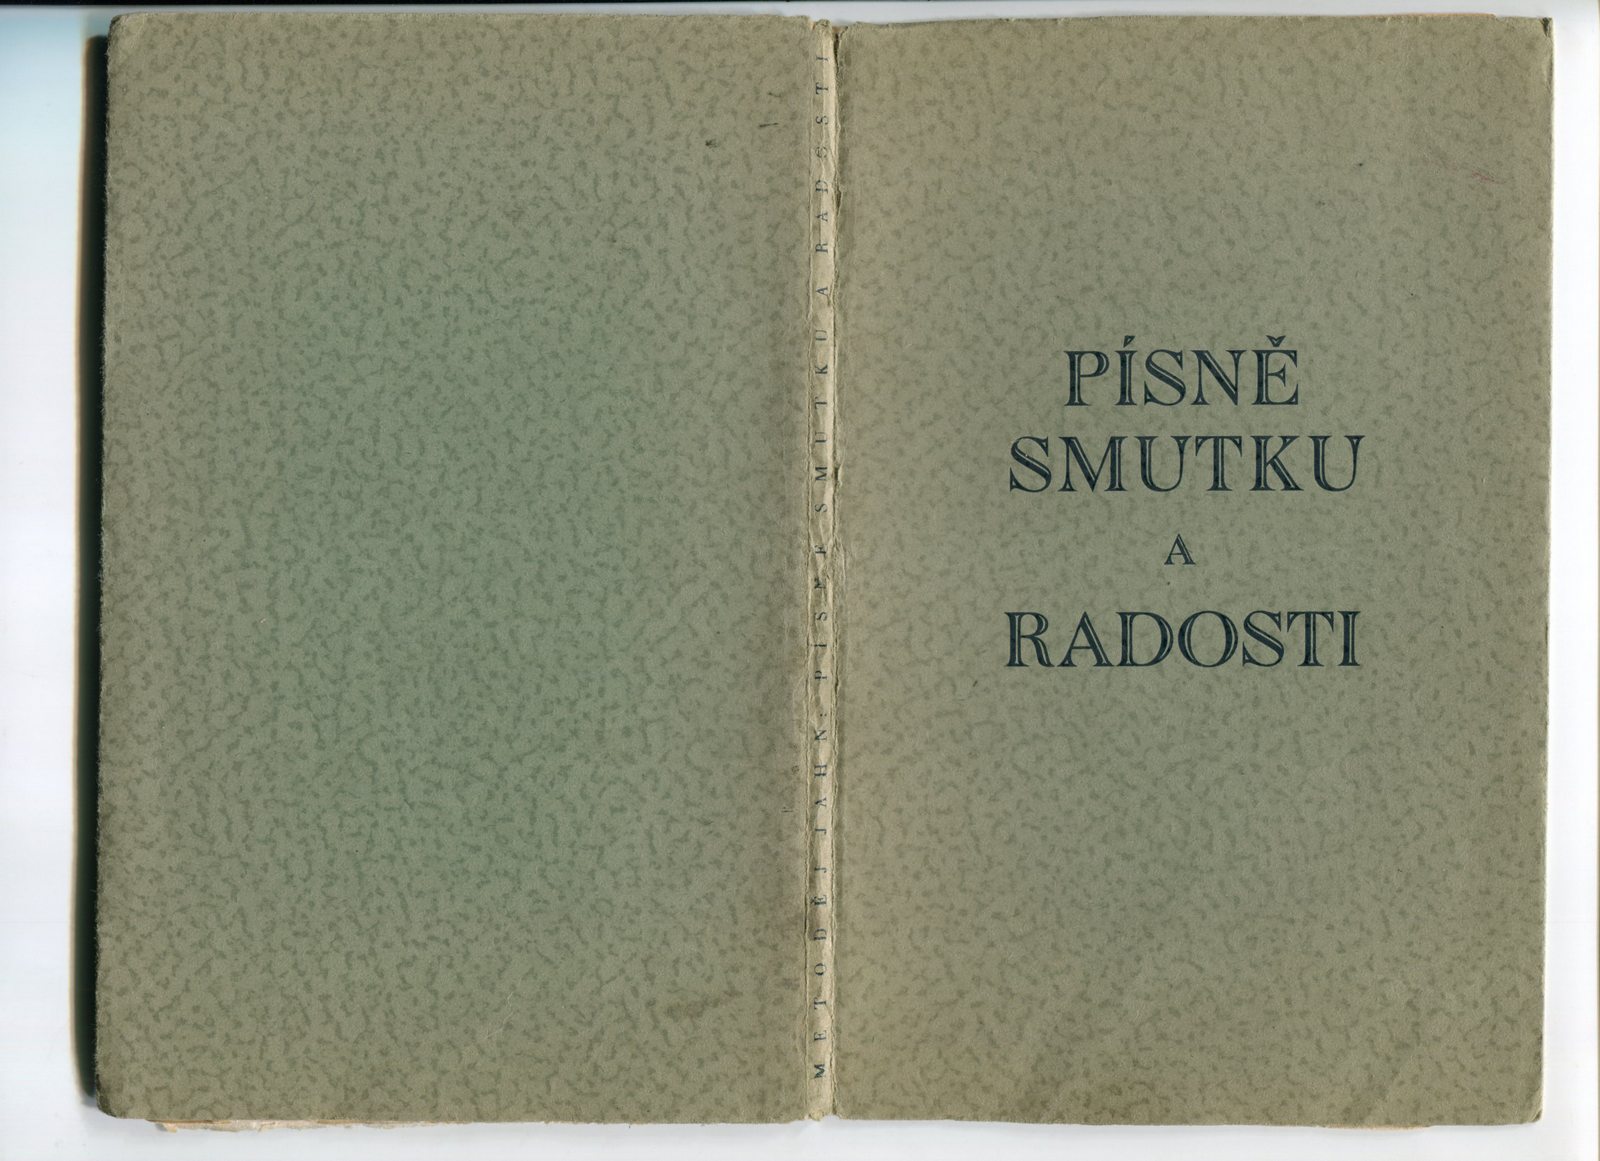 METODĚJ JAHN: PÍSNĚ SMUTKU A RADOSTI
PÍSNĚ
SMUTKU
A
RADOSTI